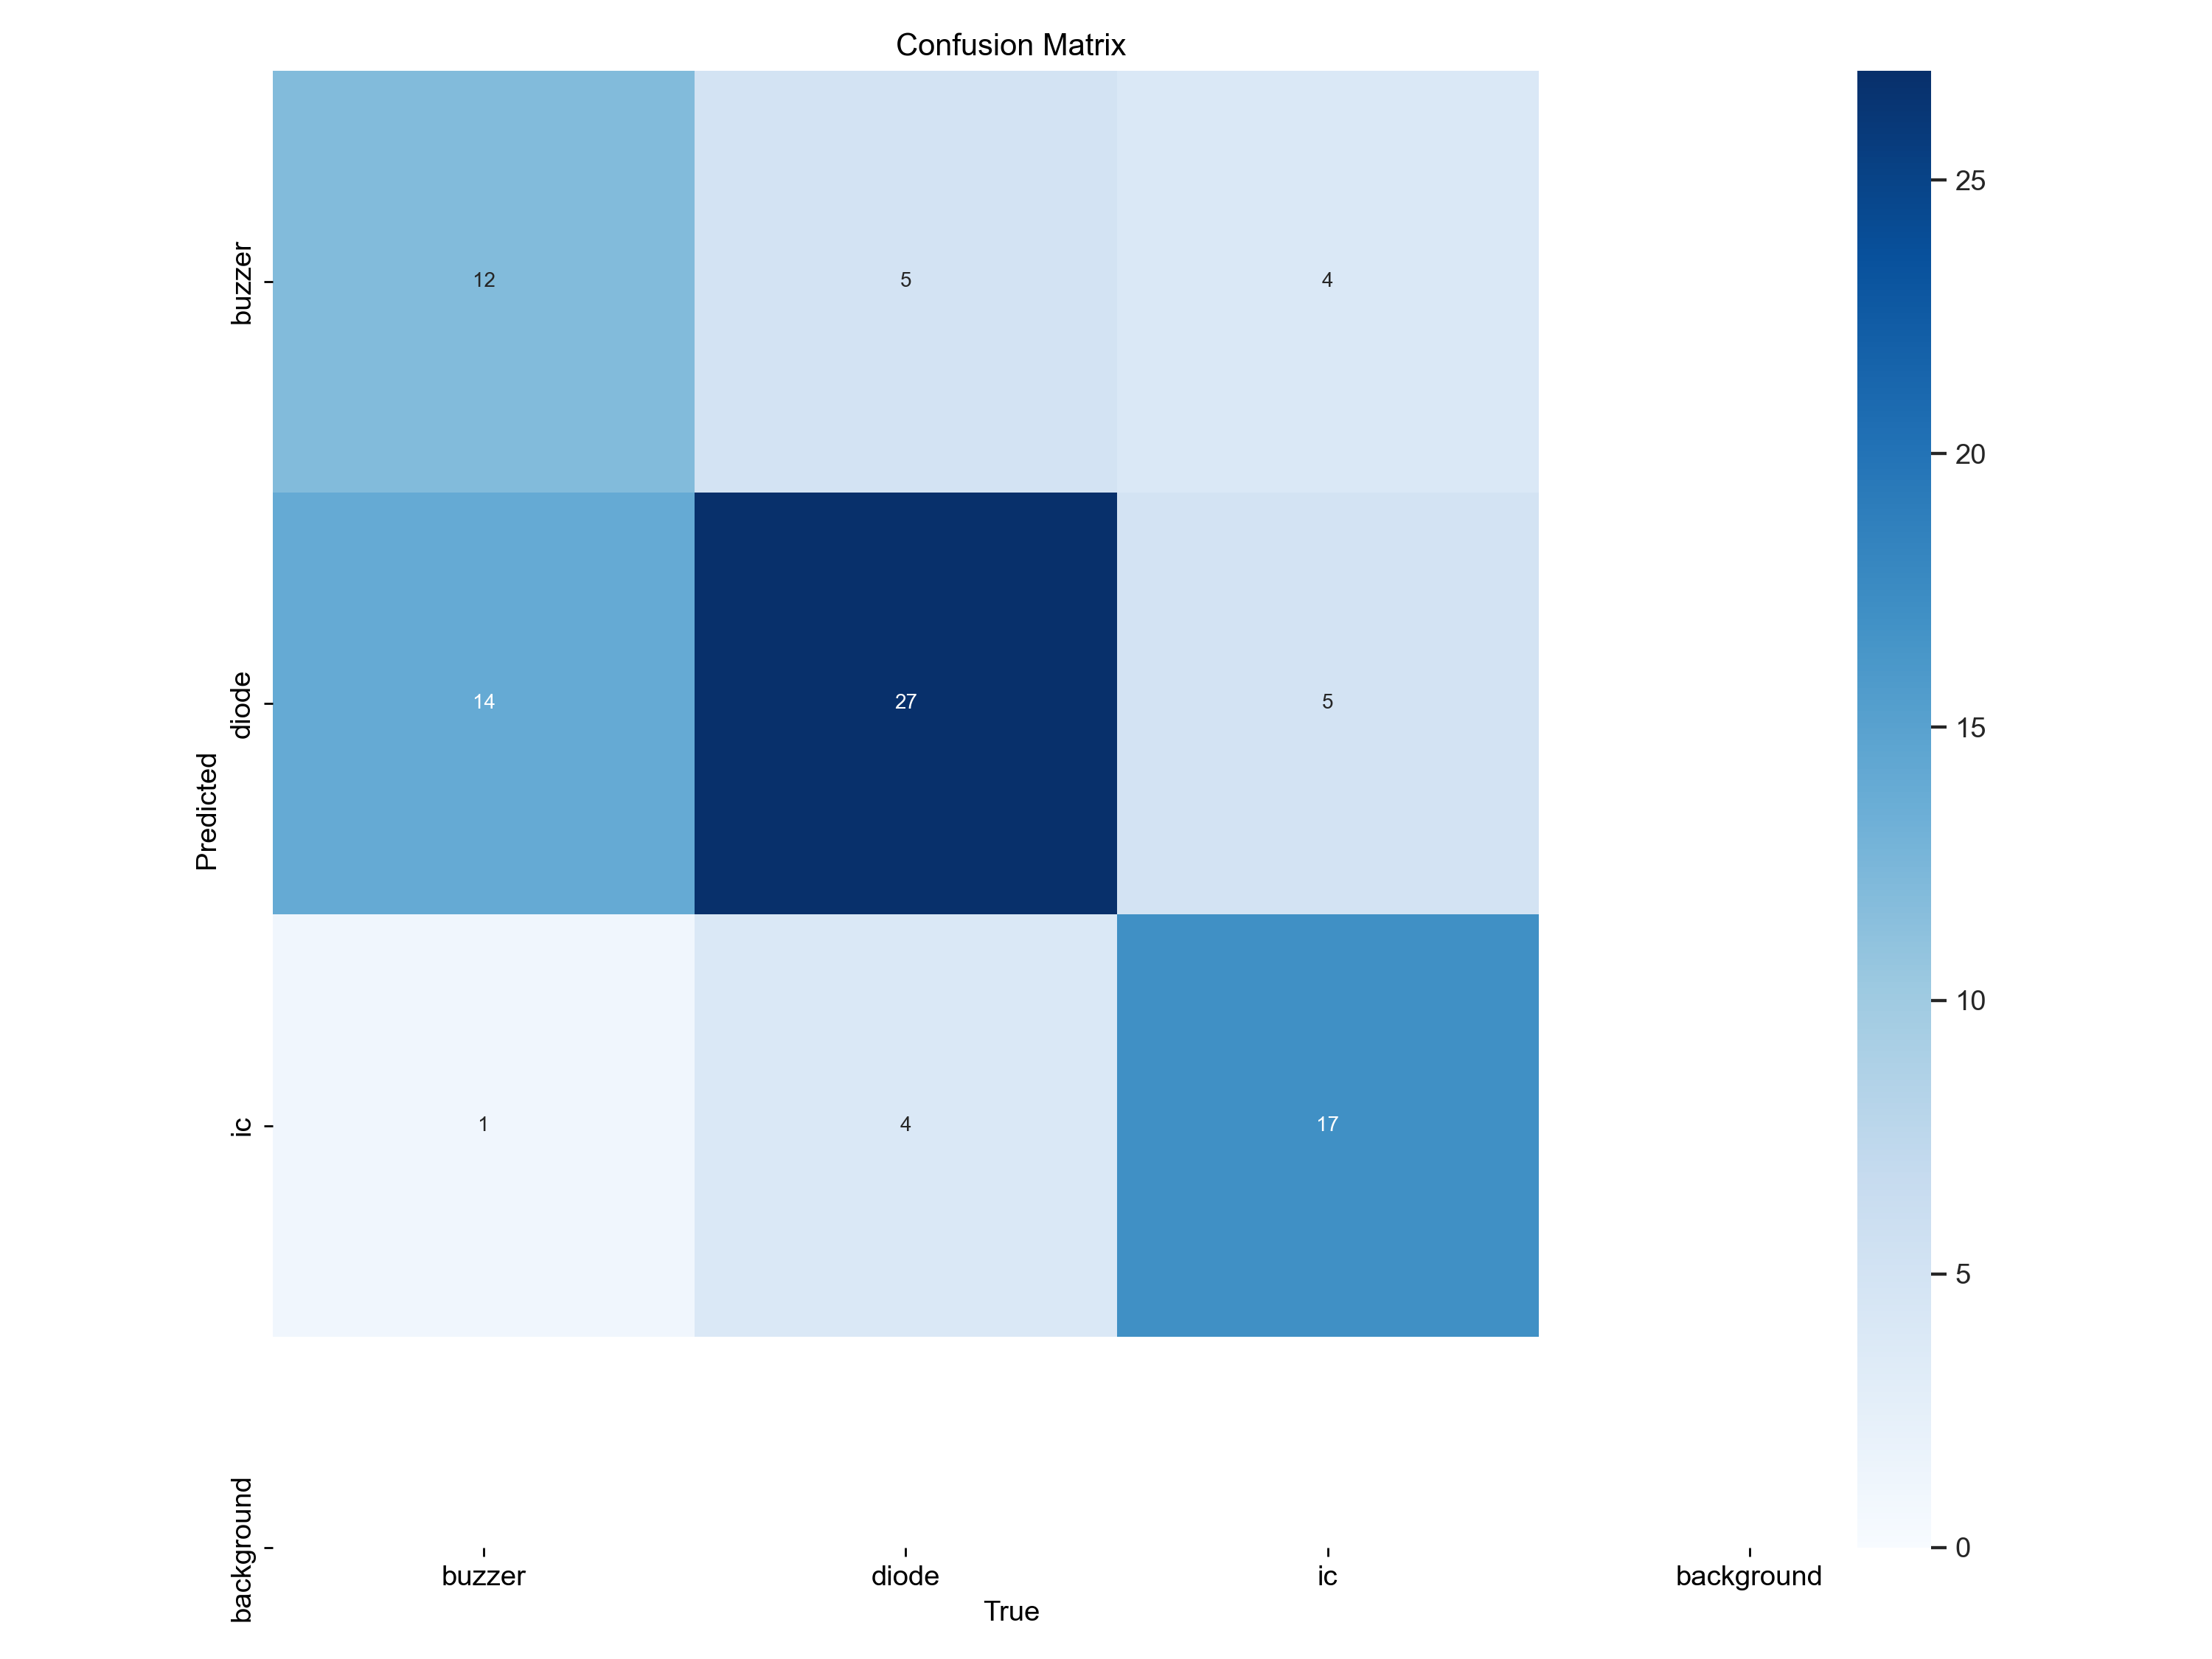 Confusion Matrix
buzzer
12
5
4
diode
14
27
5
ic
1
4
17
background
Predicted
buzzer
diode
ic
background
True
25
20
15
10
5
0